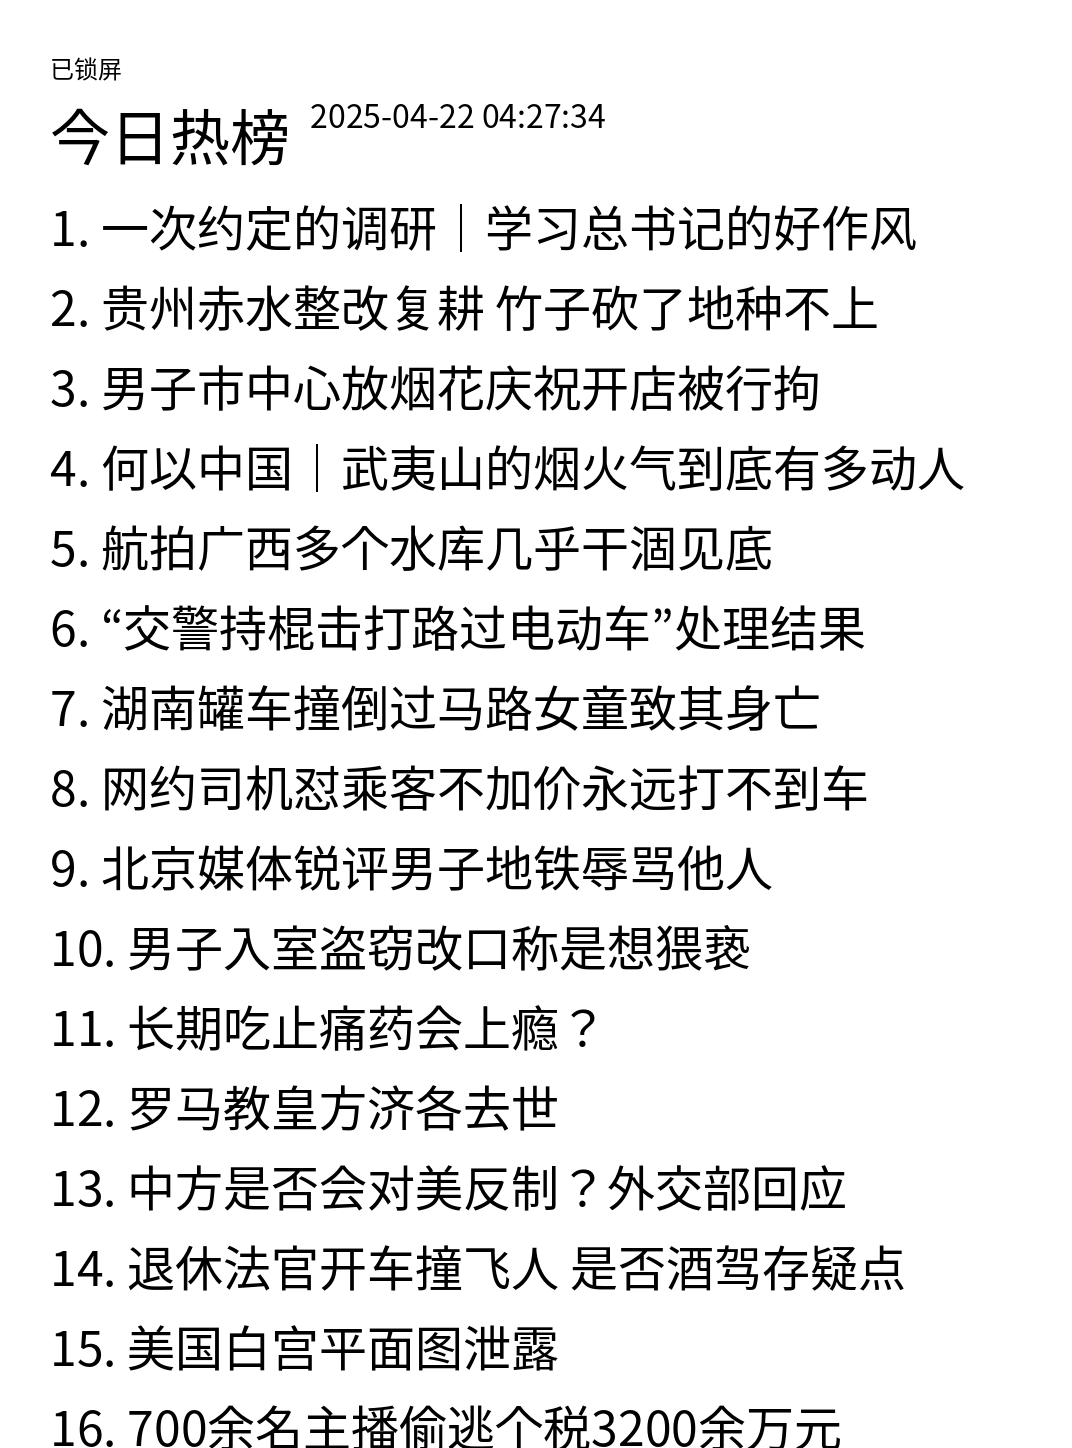 已锁屏
今日热榜 2025-04-22 04:27:34
1. 一次约定的调研｜学习总书记的好作风
2. 贵州赤水整改复耕 竹子砍了地种不上
3. 男子市中心放烟花庆祝开店被行拘
4. 何以中国｜武夷山的烟火气到底有多动人
5. 航拍广西多个水库几乎干涸见底
6. “交警持棍击打路过电动车”处理结果
7. 湖南罐车撞倒过马路女童致其身亡
8. 网约司机怼乘客不加价永远打不到车
9. 北京媒体锐评男子地铁辱骂他人
10. 男子入室盗窃改口称是想猥亵
11. 长期吃止痛药会上瘾？
12. 罗马教皇方济各去世
13. 中方是否会对美反制？外交部回应
14. 退休法官开车撞飞人 是否酒驾存疑点
15. 美国白宫平面图泄露
16. 700余名主播偷逃个税3200余万元